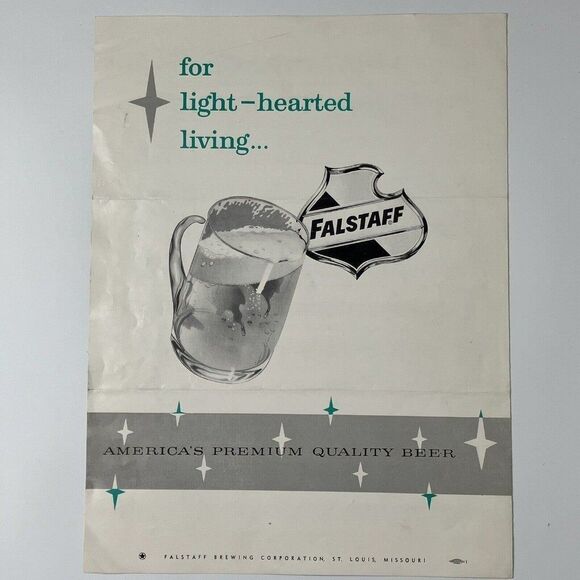 for
light-hearted
living...
FALSTAFF
AMERICA'S PREMIUM QUALITY BEER
FALSTAFF BREWING CORPORATION, ST. LOUIS, MISSOURI